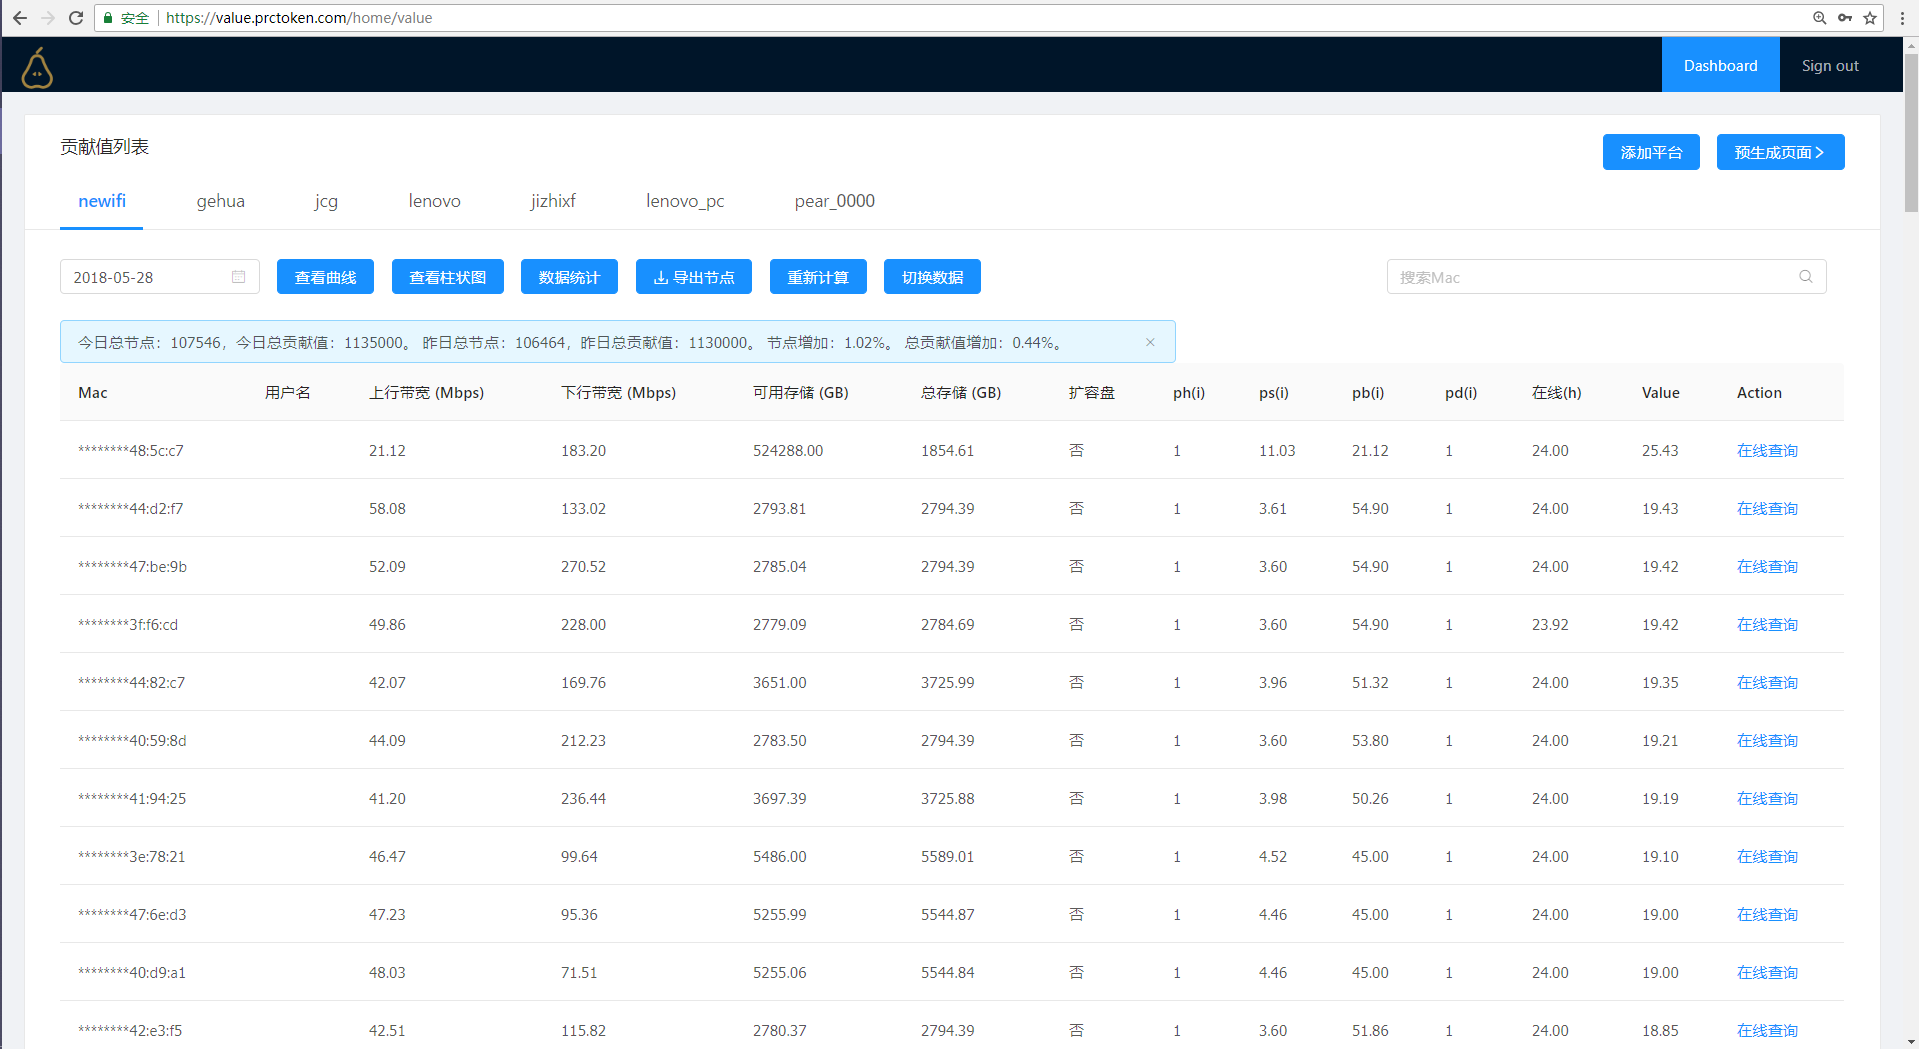 安全 https://value.prctoken.com/home/value
Dashboard Sign out
贡献值列表
添加平台 预生成页面
newifi gehua jcg lenovo jizhixf lenovo_pc pear_0000
2018-05-28 查看曲线 查看柱状图 数据统计 导出节点 重新计算 切换数据 搜索Mac
今日总节点：107546，今日总贡献值：1135000。 昨日总节点：106464，昨日总贡献值：1130000。 节点增加：1.02%。 总贡献值增加：0.44%。
Mac 用户名 上行带宽 (Mbps) 下行带宽 (Mbps) 可用存储 (GB) 总存储 (GB) 扩容盘 ph(i) ps(i) pb(i) pd(i) 在线(h) Value Action
********48:5c:c7 21.12 183.20 524288.00 1854.61 否 1 11.03 21.12 1 24.00 25.43 在线查询
********44:d2:f7 58.08 133.02 2793.81 2794.39 否 1 3.61 54.90 1 24.00 19.43 在线查询
********47:be:9b 52.09 270.52 2785.04 2794.39 否 1 3.60 54.90 1 24.00 19.42 在线查询
********3f:f6:cd 49.86 228.00 2779.09 2784.69 否 1 3.60 54.90 1 23.92 19.42 在线查询
********44:82:c7 42.07 169.76 3651.00 3725.99 否 1 3.96 51.32 1 24.00 19.35 在线查询
********40:59:8d 44.09 212.23 2783.50 2794.39 否 1 3.60 53.80 1 24.00 19.21 在线查询
********41:94:25 41.20 236.44 3697.39 3725.88 否 1 3.98 50.26 1 24.00 19.19 在线查询
********3e:78:21 46.47 99.64 5486.00 5589.01 否 1 4.52 45.00 1 24.00 19.10 在线查询
********47:6e:d3 47.23 95.36 5255.99 5544.87 否 1 4.46 45.00 1 24.00 19.00 在线查询
********40:d9:a1 48.03 71.51 5255.06 5544.84 否 1 4.46 45.00 1 24.00 19.00 在线查询
********42:e3:f5 42.51 115.82 2780.37 2794.39 否 1 3.60 51.86 1 24.00 18.85 在线查询